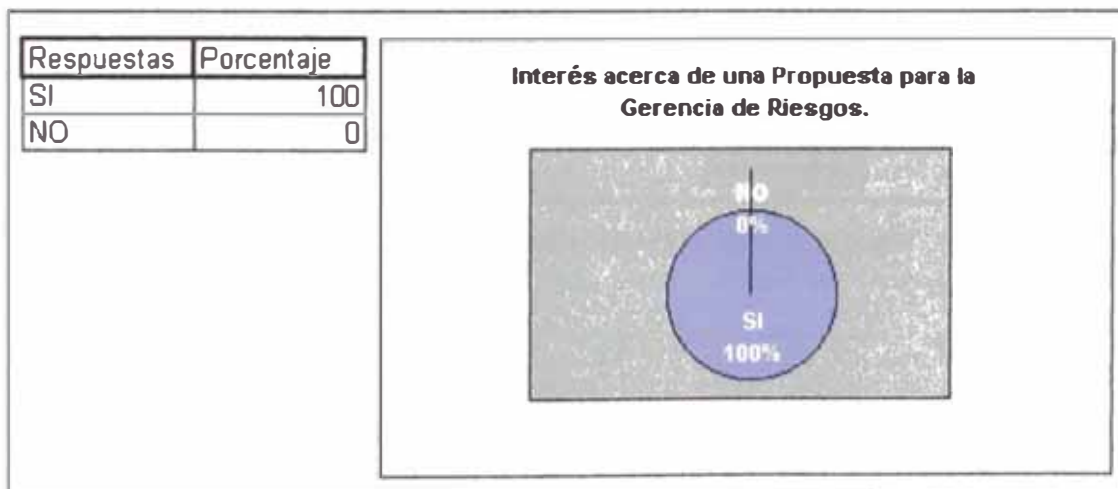 Respuestas Porcentaje
SI 100
NO 0
Interés acerca de una Propuesta para la
Gerencia de Riesgos.
NO
0%
SI
100%